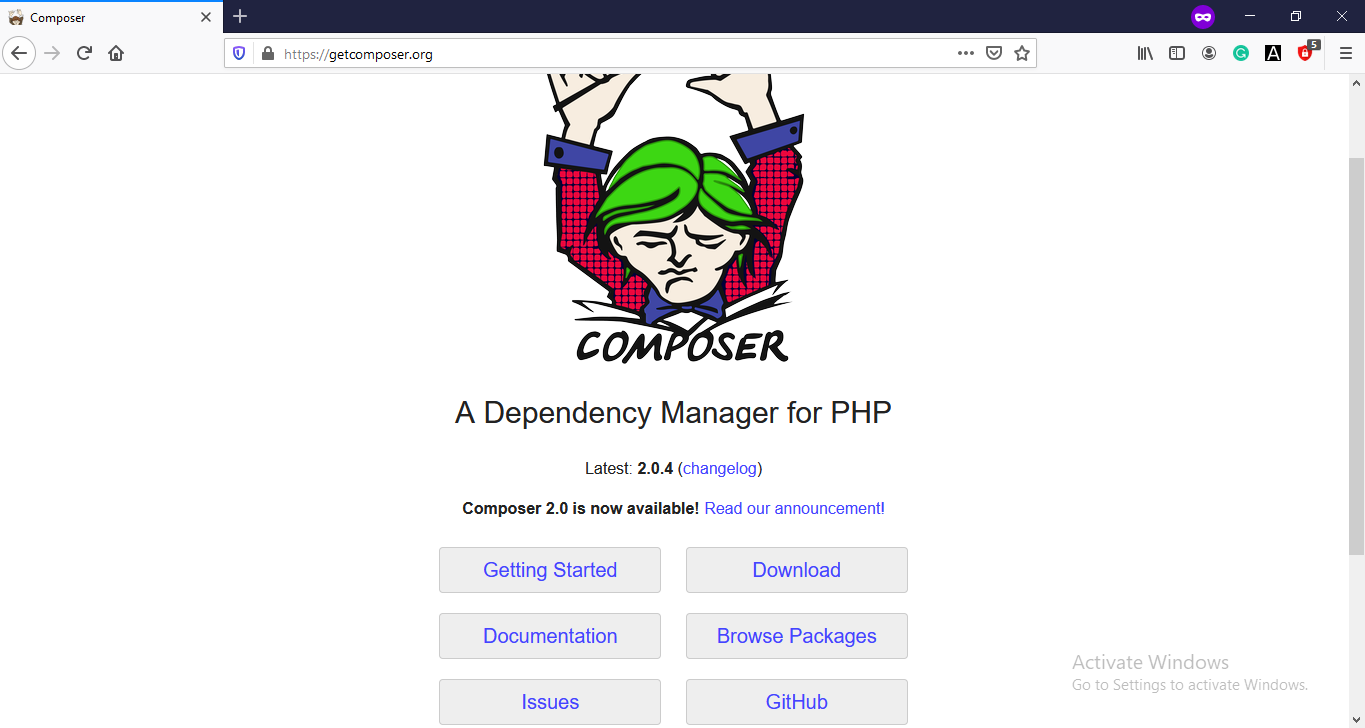 Composer
https://getcomposer.org
5
COMPOSER
A Dependency Manager for PHP
Latest: 2.0.4 (changelog)
Composer 2.0 is now available! Read our announcement!
Getting Started
Download
Documentation
Browse Packages
Issues
GitHub
Activate Windows
Go to Settings to activate Windows.